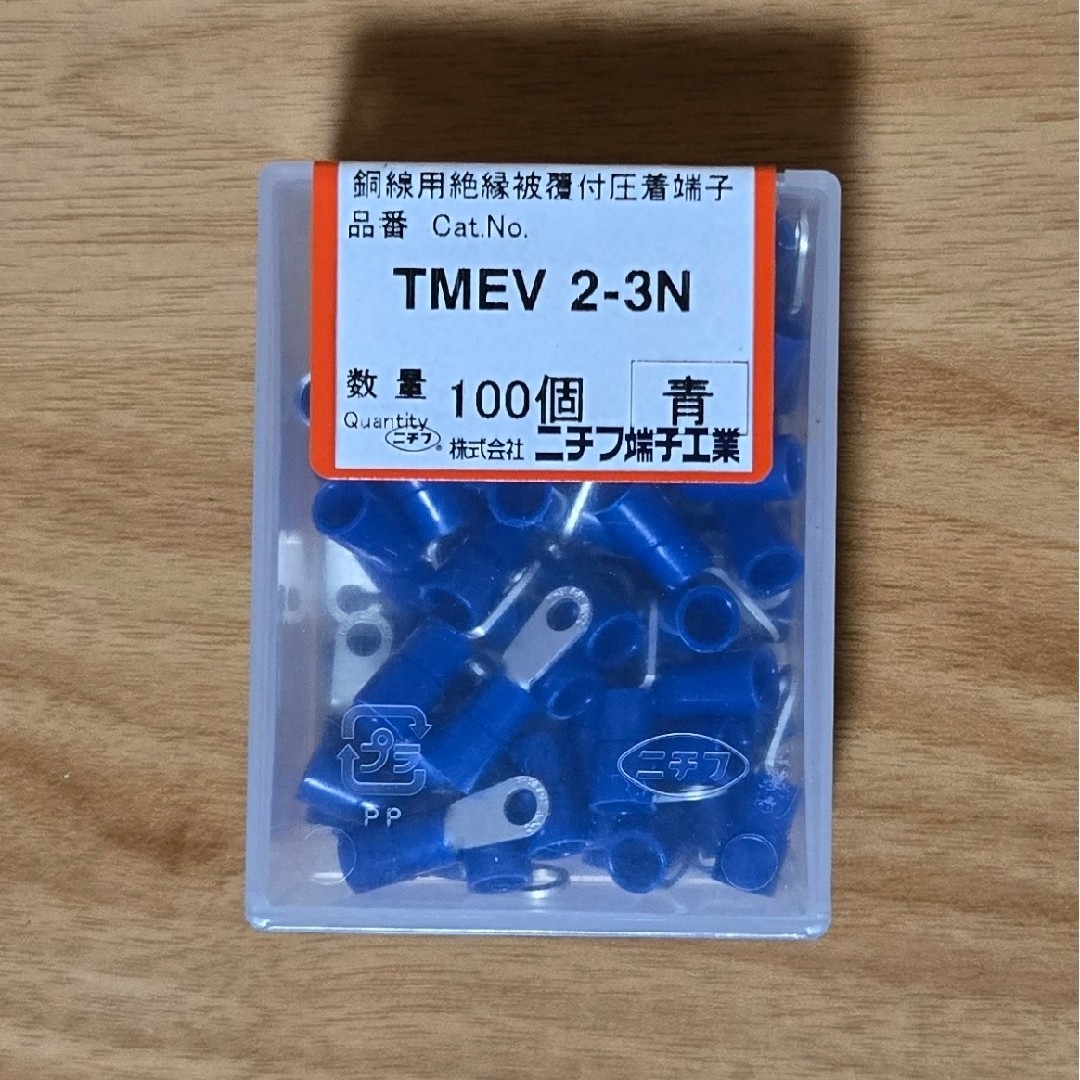 銅線用絶縁被覆付圧着端子
品番 Cat.No.
TMEV 2-3N
数量 100個 青
Quantity
ニチフ® 株式会社 ニチフ端子工業
プラ ニチフ
PP